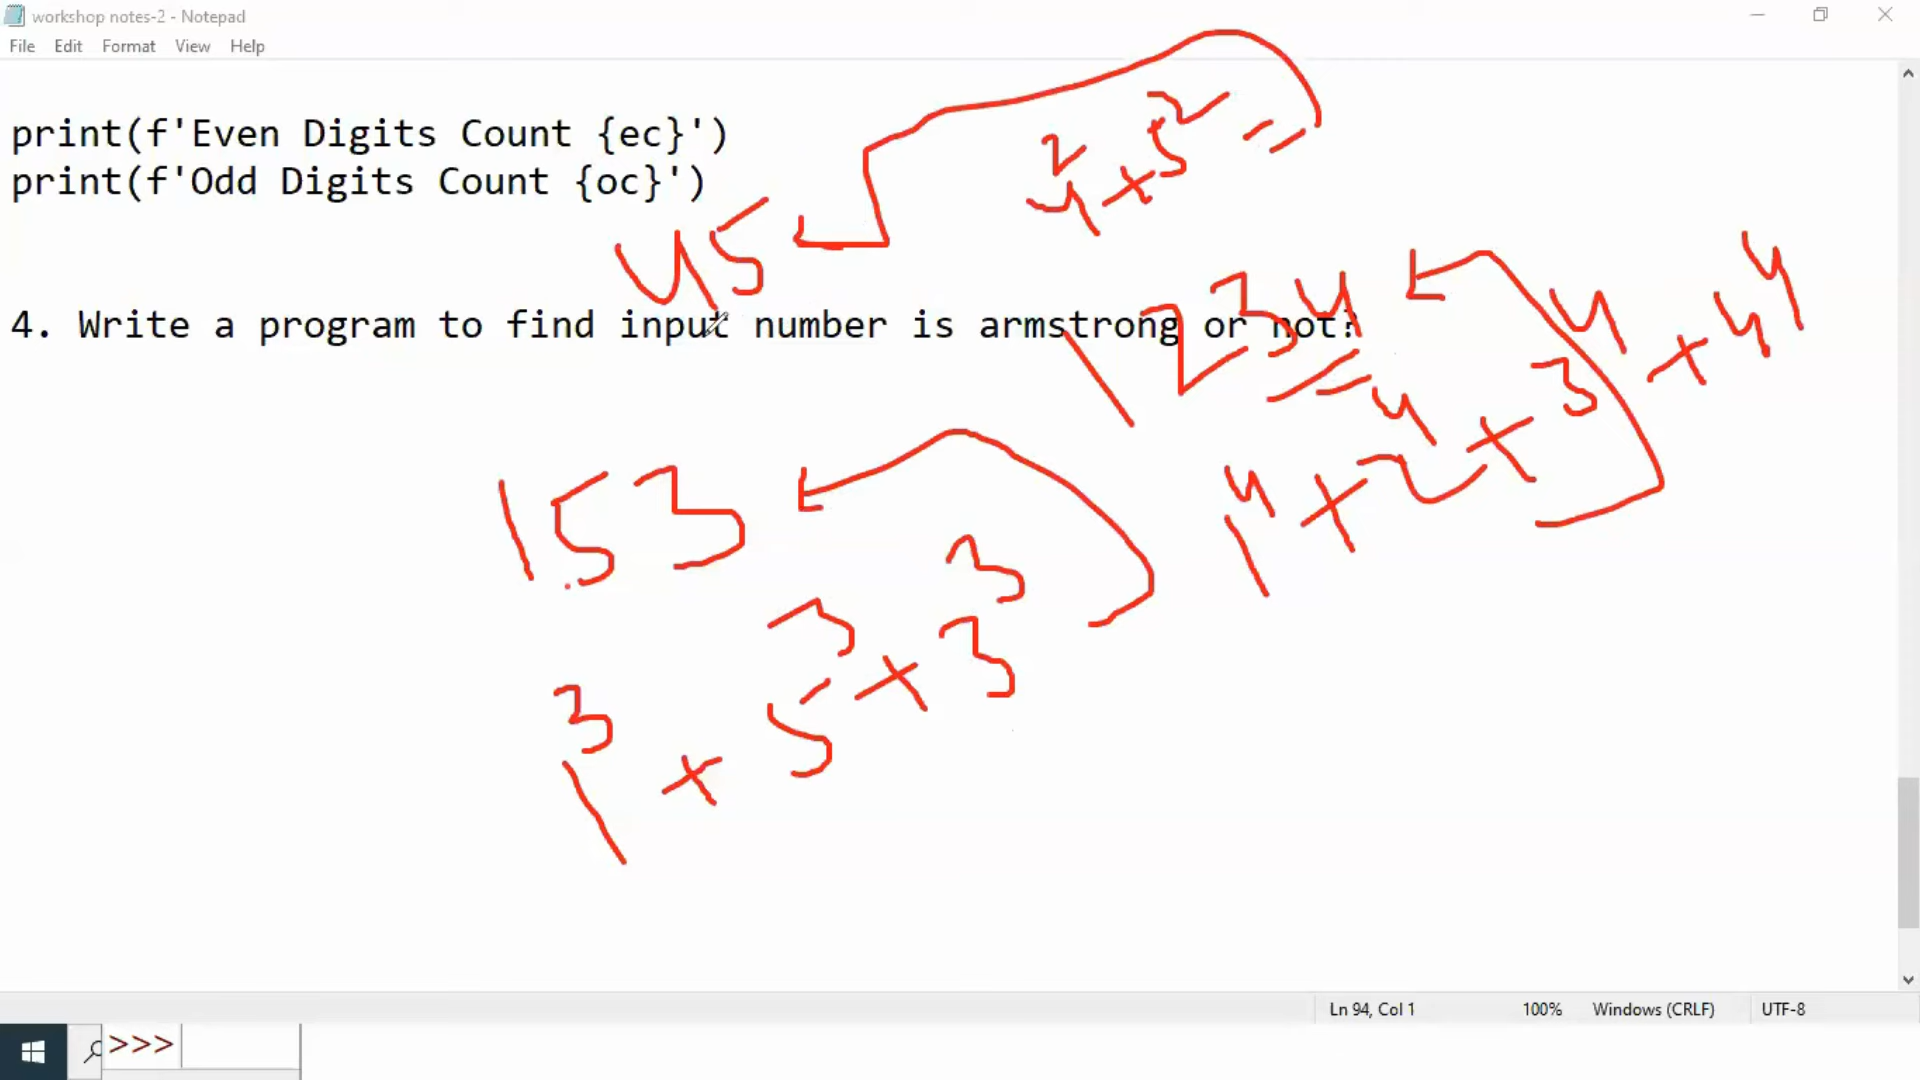 workshop notes-2 - Notepad
File Edit Format View Help
print(f'Even Digits Count {ec}')
print(f'Odd Digits Count {oc}')
4² + 5² =
45
4. Write a program to find input number is armstrong or not?
1234
1⁴ + 2⁴ + 3⁴ + 4⁴
153
1³ + 5³ + 3³
Ln 94, Col 1 100% Windows (CRLF) UTF-8
>>>